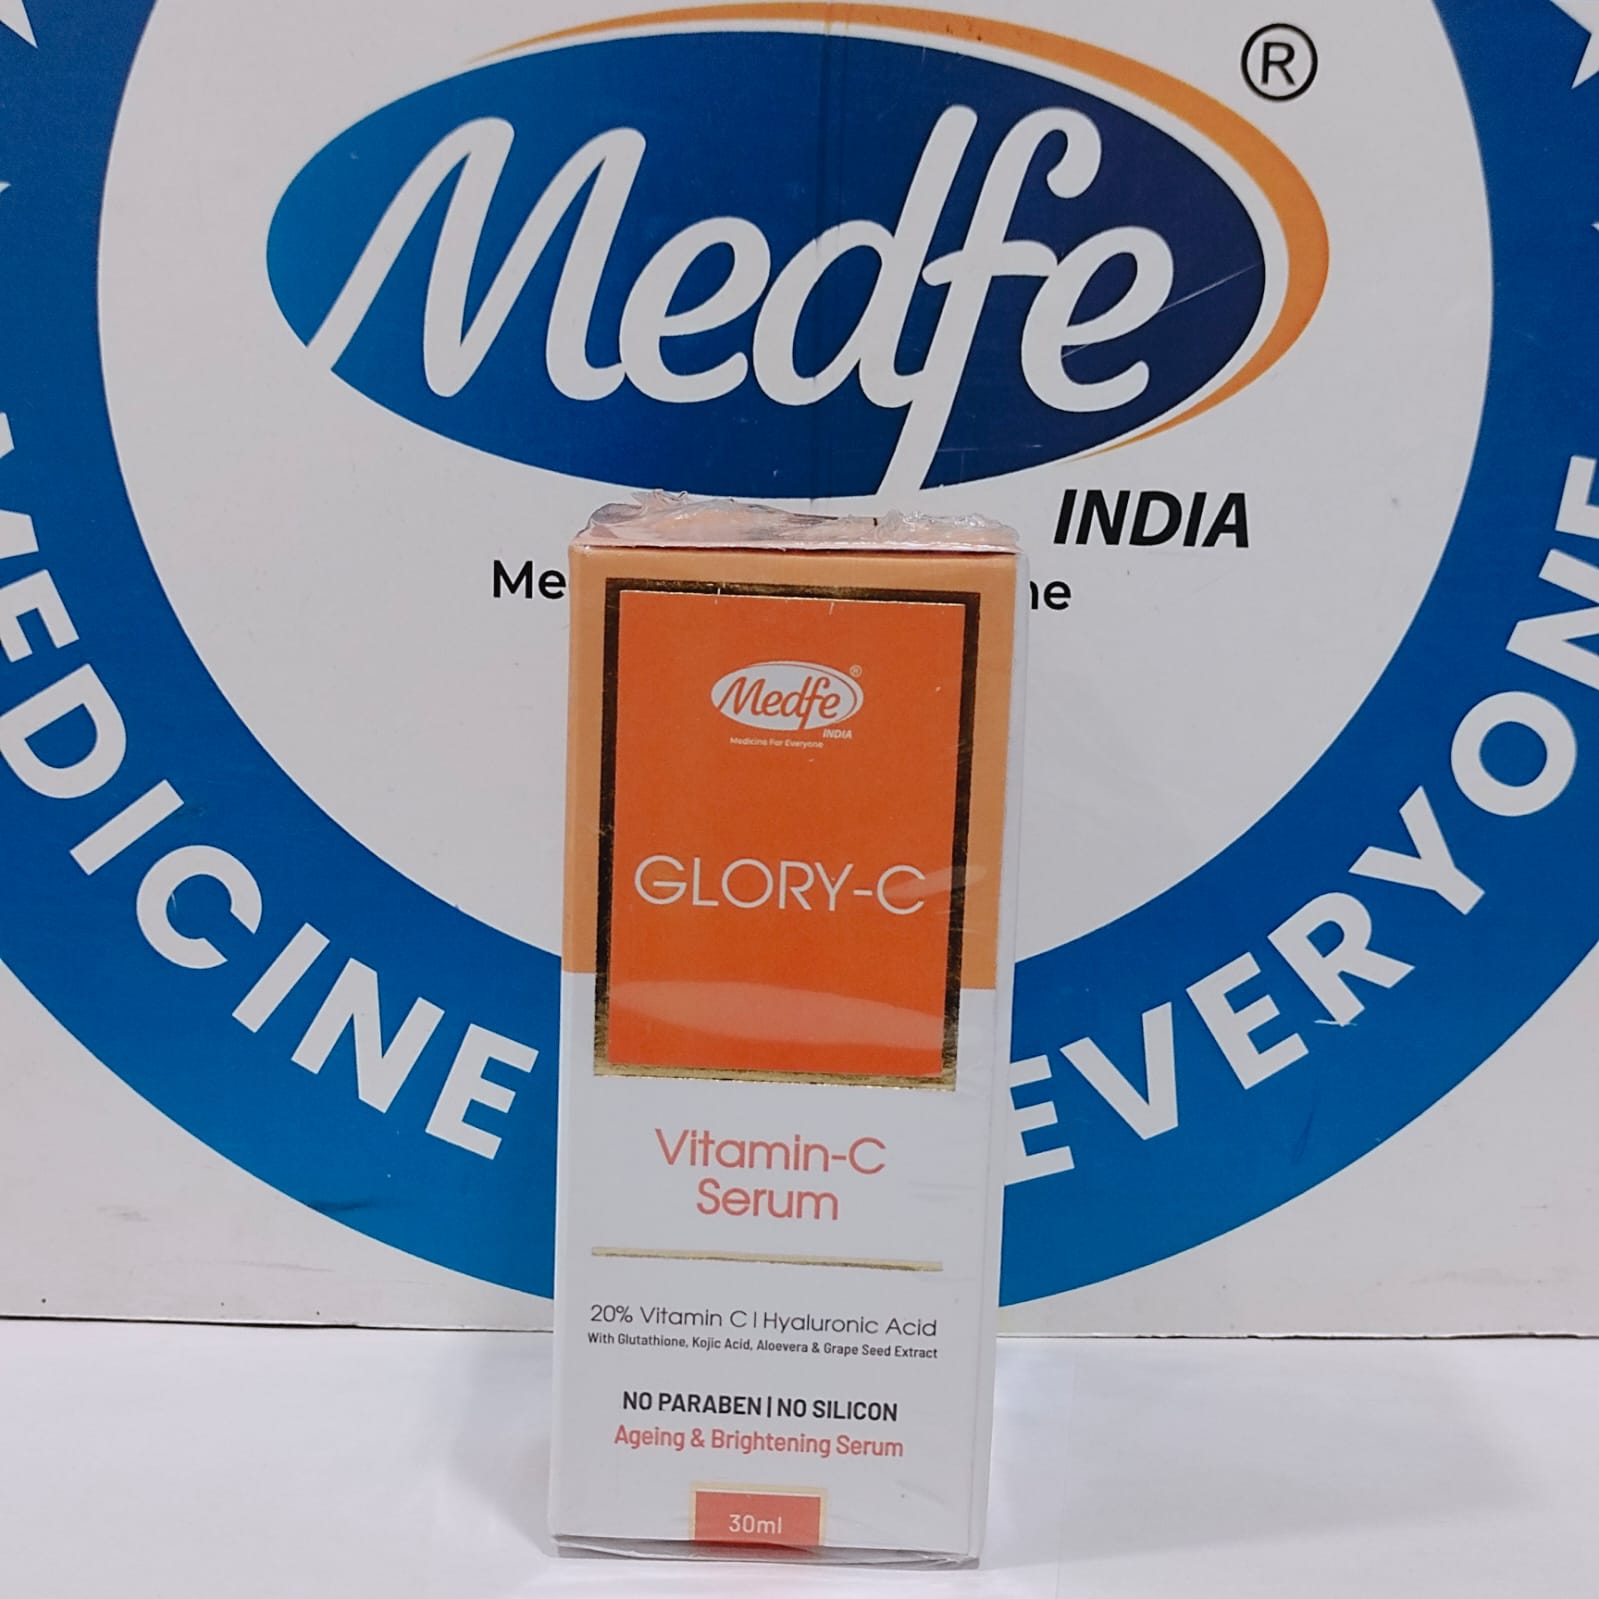 Medfe ®
INDIA
Me
ne
MEDICINE
EVERYONE
Medfe ®
INDIA
Medicine For Everyone
GLORY-C
Vitamin-C
Serum
20% Vitamin C | Hyaluronic Acid
With Glutathione, Kojic Acid, Aloevera & Grape Seed Extract
NO PARABEN | NO SILICON
Ageing & Brightening Serum
30ml